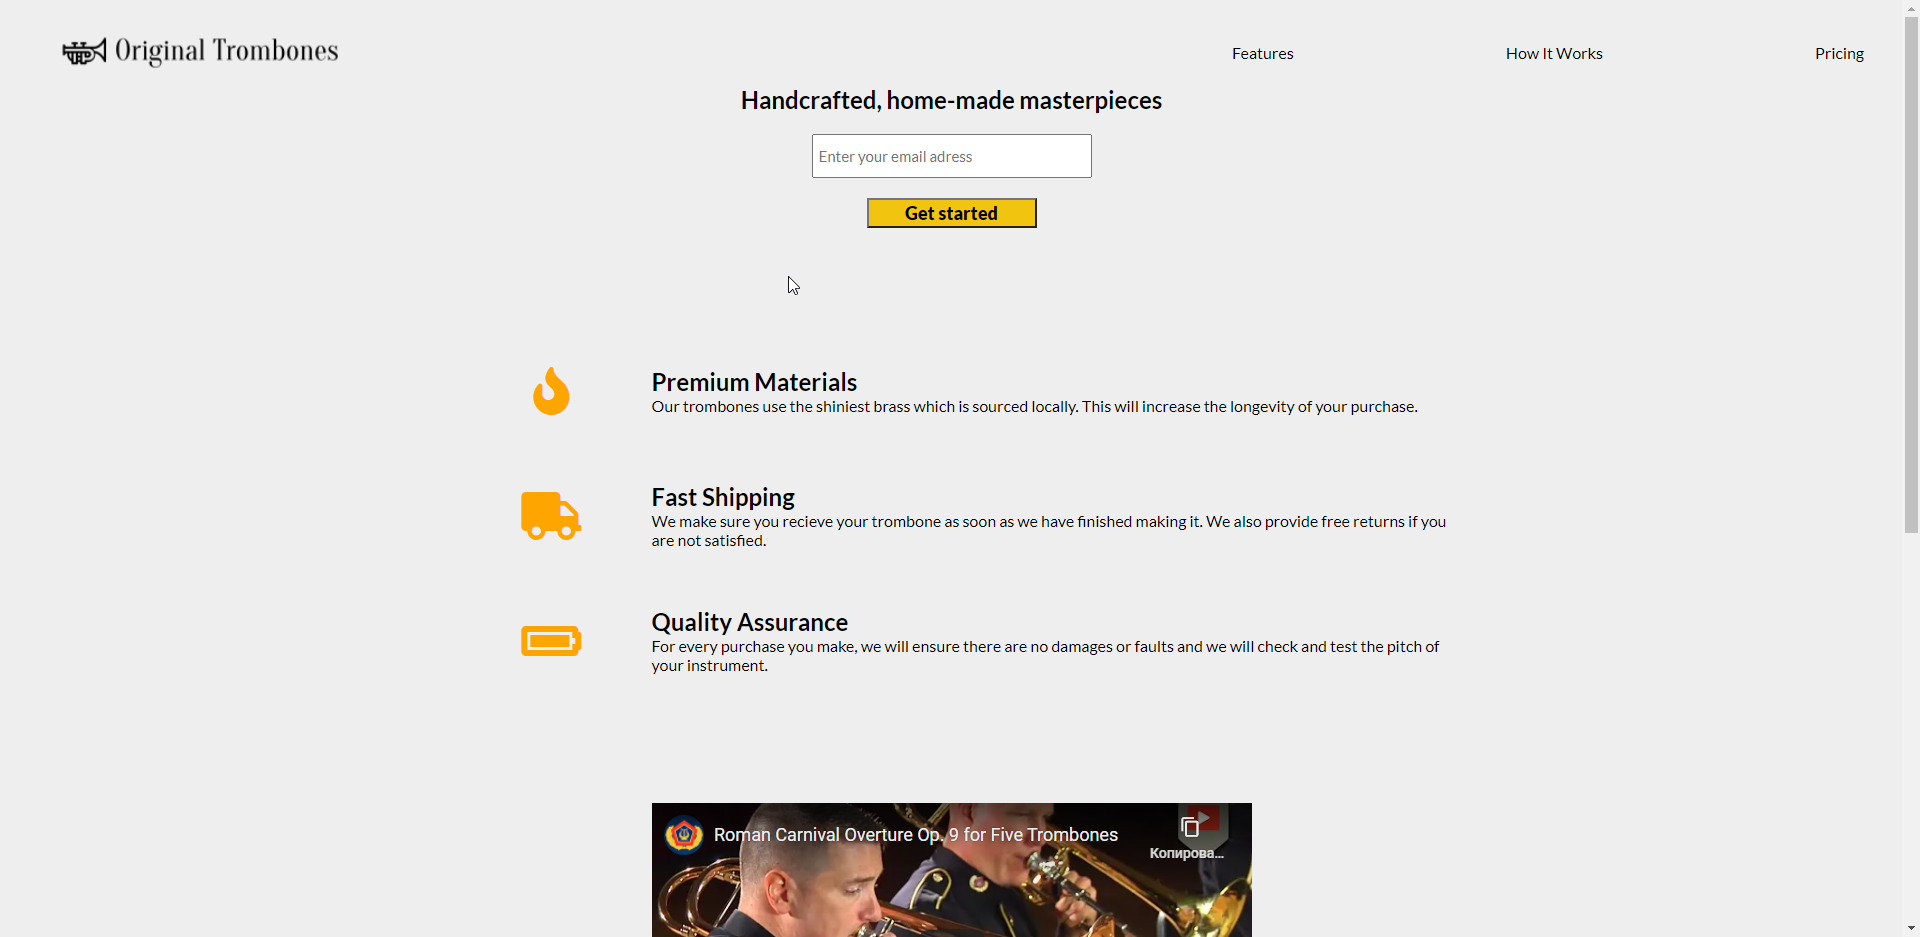 Original Trombones
Features
How It Works
Pricing
Handcrafted, home-made masterpieces
Enter your email adress
Get started
Premium Materials
Our trombones use the shiniest brass which is sourced locally. This will increase the longevity of your purchase.
Fast Shipping
We make sure you recieve your trombone as soon as we have finished making it. We also provide free returns if you
are not satisfied.
Quality Assurance
For every purchase you make, we will ensure there are no damages or faults and we will check and test the pitch of
your instrument.
Roman Carnival Overture Op. 9 for Five Trombones
Копирова...